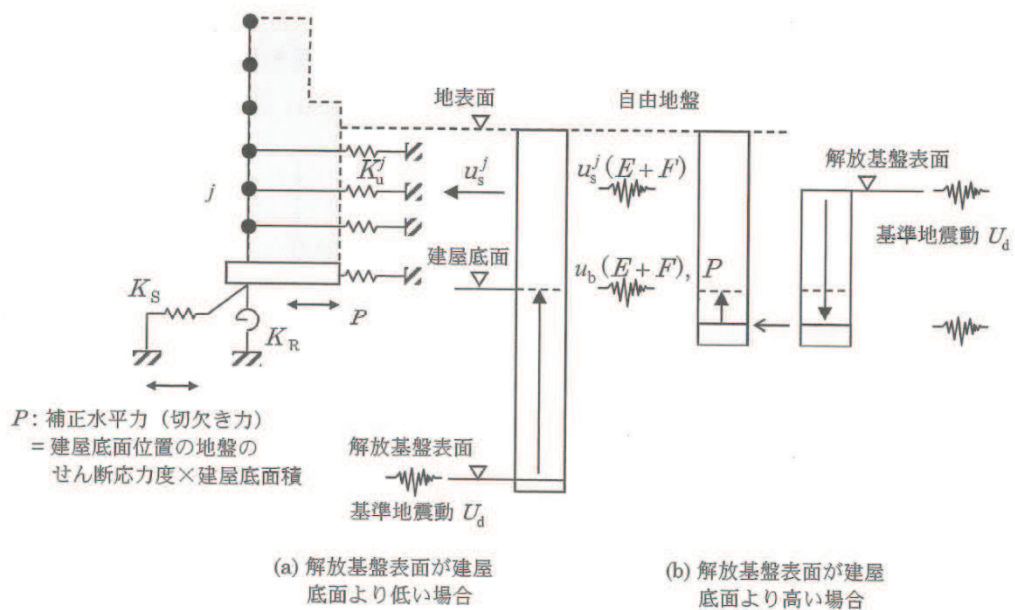 地表面
自由地盤
解放基盤表面
K_u^j
u_s^j
u_s^j (E + F)
j
基準地震動 U_d
建屋底面
u_b (E + F), P
K_S
P
K_R
P : 補正水平力(切欠き力)
= 建屋底面位置の地盤の
せん断応力度×建屋底面積
解放基盤表面
基準地震動 U_d
(a) 解放基盤表面が建屋
底面より低い場合
(b) 解放基盤表面が建屋
底面より高い場合